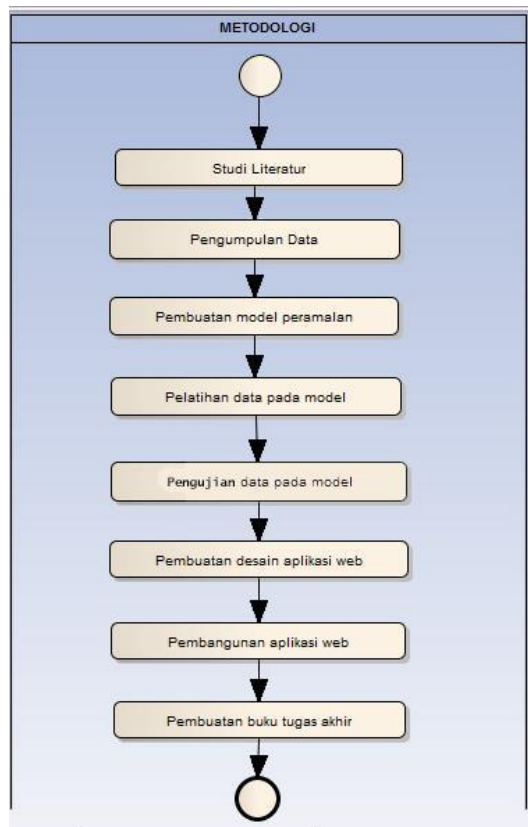 METODOLOGI
Studi Literatur
Pengumpulan Data
Pembuatan model peramalan
Pelatihan data pada model
Pengujian data pada model
Pembuatan desain aplikasi web
Pembangunan aplikasi web
Pembuatan buku tugas akhir